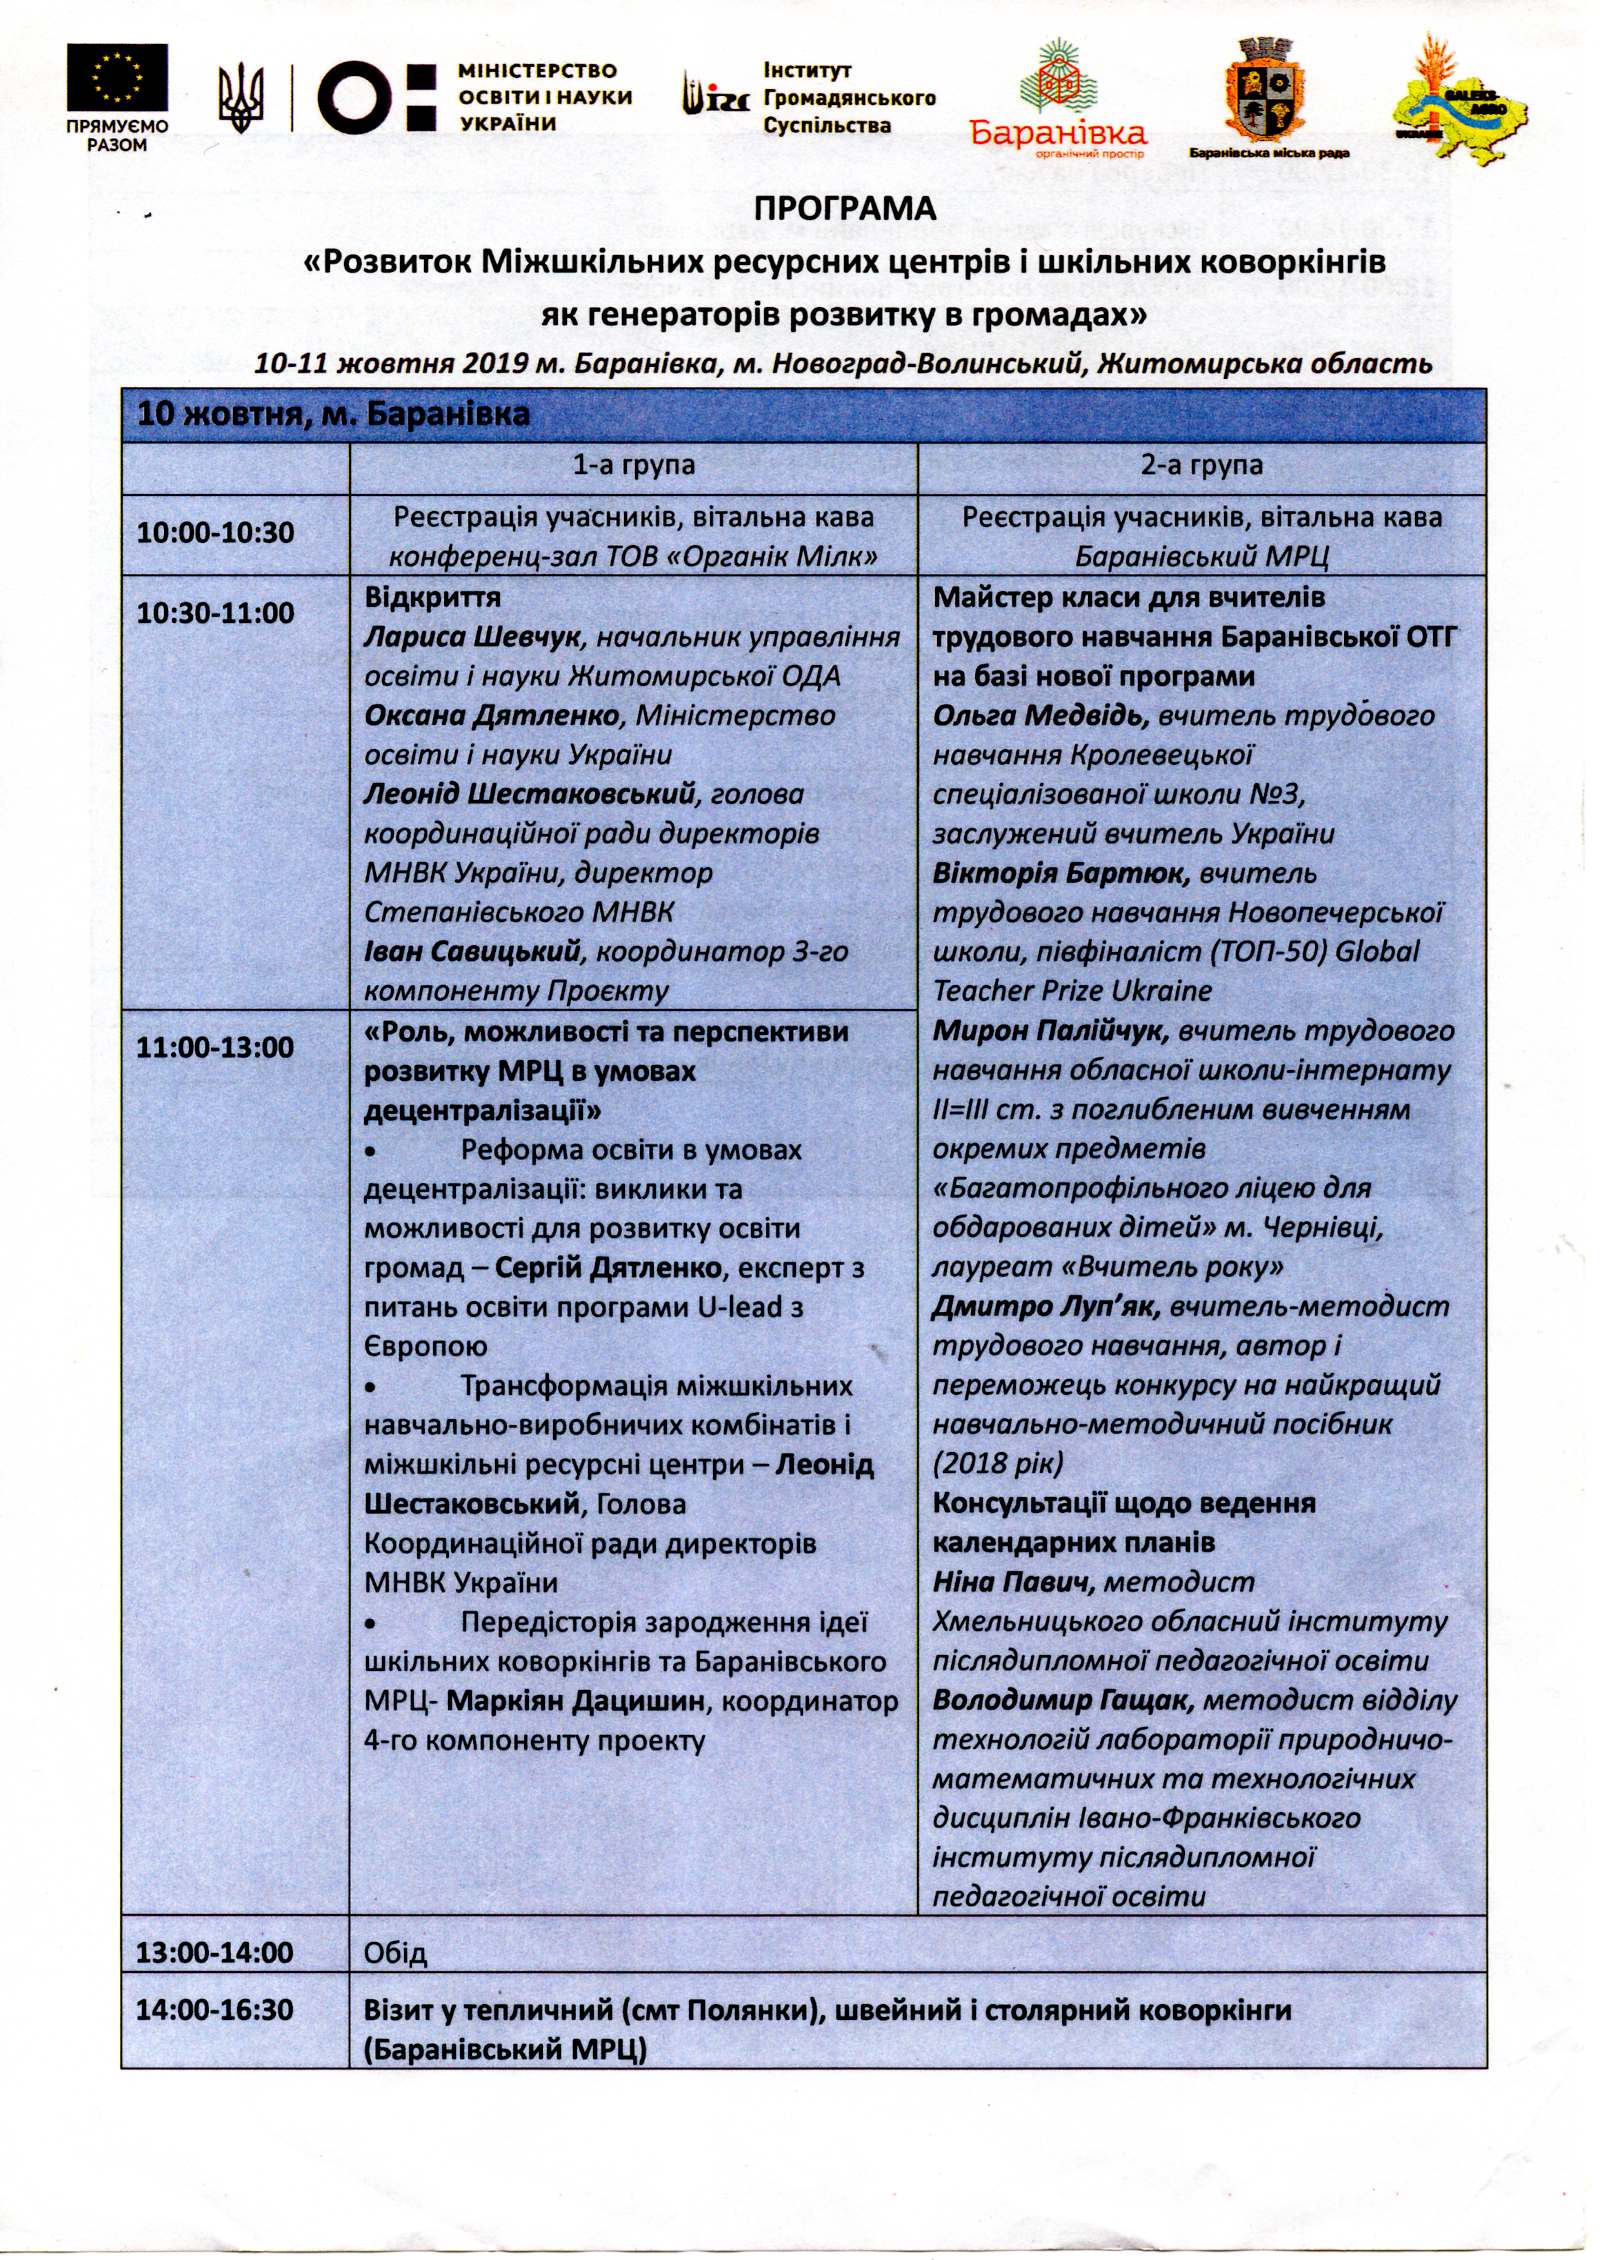 ПРЯМУЄМО
РАЗОМ
МІНІСТЕРСТВО
ОСВІТИ І НАУКИ
УКРАЇНИ
Інститут
Громадянського
Суспільства
Баранівка
органічний простір
Баранівська міська рада
GALEKS-
AGRO
UKRAINE
ПРОГРАМА
«Розвиток Міжшкільних ресурсних центрів і шкільних коворкінгів
як генераторів розвитку в громадах»
10-11 жовтня 2019 м. Баранівка, м. Новоград-Волинський, Житомирська область
10 жовтня, м. Баранівка
1-а група
2-а група
10:00-10:30
Реєстрація учасників, вітальна кава
конференц-зал ТОВ «Органік Мілк»
Реєстрація учасників, вітальна кава
Баранівський МРЦ
10:30-11:00
Відкриття
Лариса Шевчук, начальник управління
освіти і науки Житомирської ОДА
Оксана Дятленко, Міністерство
освіти і науки України
Леонід Шестаковський, голова
координаційної ради директорів
МНВК України, директор
Степанівського МНВК
Іван Савицький, координатор 3-го
компоненту Проєкту
11:00-13:00
«Роль, можливості та перспективи
розвитку МРЦ в умовах
децентралізації»
• Реформа освіти в умовах
децентралізації: виклики та
можливості для розвитку освіти
громад – Сергій Дятленко, експерт з
питань освіти програми U-lead з
Європою
• Трансформація міжшкільних
навчально-виробничих комбінатів і
міжшкільні ресурсні центри – Леонід
Шестаковський, Голова
Координаційної ради директорів
МНВК України
• Передісторія зародження ідеї
шкільних коворкінгів та Баранівського
МРЦ- Маркіян Дацишин, координатор
4-го компоненту проекту
Майстер класи для вчителів
трудового навчання Баранівської ОТГ
на базі нової програми
Ольга Медвідь, вчитель трудового
навчання Кролевецької
спеціалізованої школи №3,
заслужений вчитель України
Вікторія Бартюк, вчитель
трудового навчання Новопечерської
школи, півфіналіст (ТОП-50) Global
Teacher Prize Ukraine
Мирон Палійчук, вчитель трудового
навчання обласної школи-інтернату
ІІ=ІІІ ст. з поглибленим вивченням
окремих предметів
«Багатопрофільного ліцею для
обдарованих дітей» м. Чернівці,
лауреат «Вчитель року»
Дмитро Луп’як, вчитель-методист
трудового навчання, автор і
переможець конкурсу на найкращий
навчально-методичний посібник
(2018 рік)
Консультації щодо ведення
календарних планів
Ніна Павич, методист
Хмельницького обласний інституту
післядипломної педагогічної освіти
Володимир Гащак, методист відділу
технологій лабораторії природничо-
математичних та технологічних
дисциплін Івано-Франківського
інституту післядипломної
педагогічної освіти
13:00-14:00
Обід
14:00-16:30
Візит у тепличний (смт Полянки), швейний і столярний коворкінги
(Баранівський МРЦ)